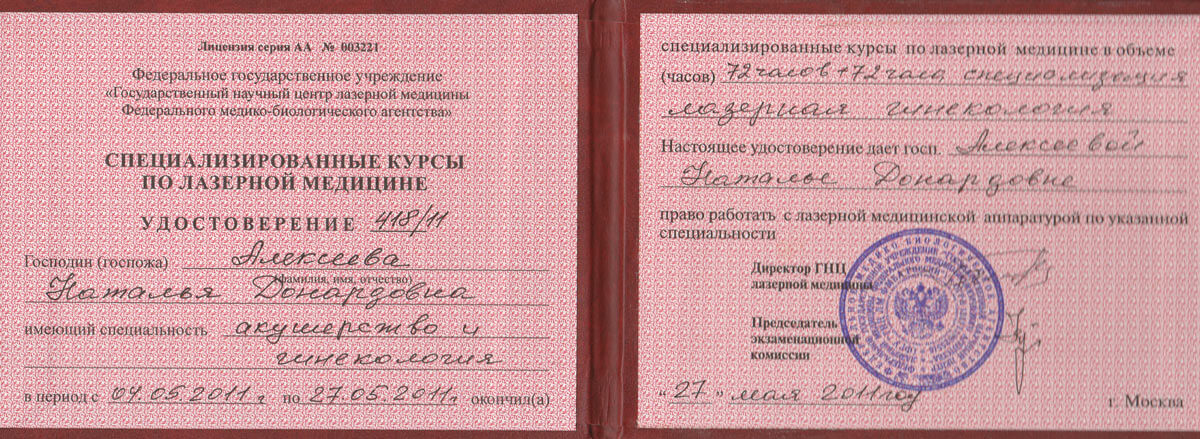 Лицензия серия АА № 003221
Федеральное государственное учреждение
«Государственный научный центр лазерной медицины
Федерального медико-биологического агентства»
СПЕЦИАЛИЗИРОВАННЫЕ КУРСЫ
ПО ЛАЗЕРНОЙ МЕДИЦИНЕ
УДОСТОВЕРЕНИЕ 418/11
Господин (госпожа) Алексеева
(фамилия, имя, отчество)
Наталья Донардовна
имеющий специальность акушерство и
гинекология
в период с 04.05.2011 г по 27.05.2011г окончил(а)
специализированные курсы по лазерной медицине в объеме
(часов) 72 часов + 72 часа специализация
лазерная гинекология
Настоящее удостоверение дает госп. Алексеевой
Наталье Донардовне
право работать с лазерной медицинской аппаратурой по указанной
специальности
Директор ГНЦ
лазерной медицины
Председатель
экзаменационной
комиссии
" 27 " мая 2011 год
г. Москва